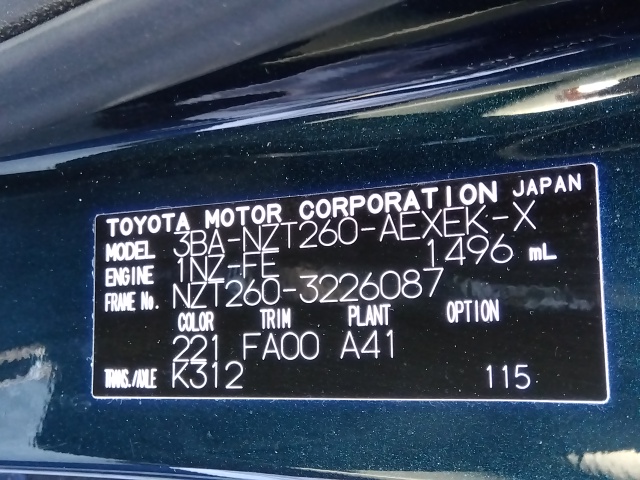 TOYOTA MOTOR CORPORATION JAPAN
MODEL 3BA-NZT260-AEXEK-X
ENGINE 1NZ-FE 1496 mL
FRAME No. NZT260-3226087
COLOR TRIM PLANT OPTION
221 FA00 A41
TRANS./AXLE K312 115